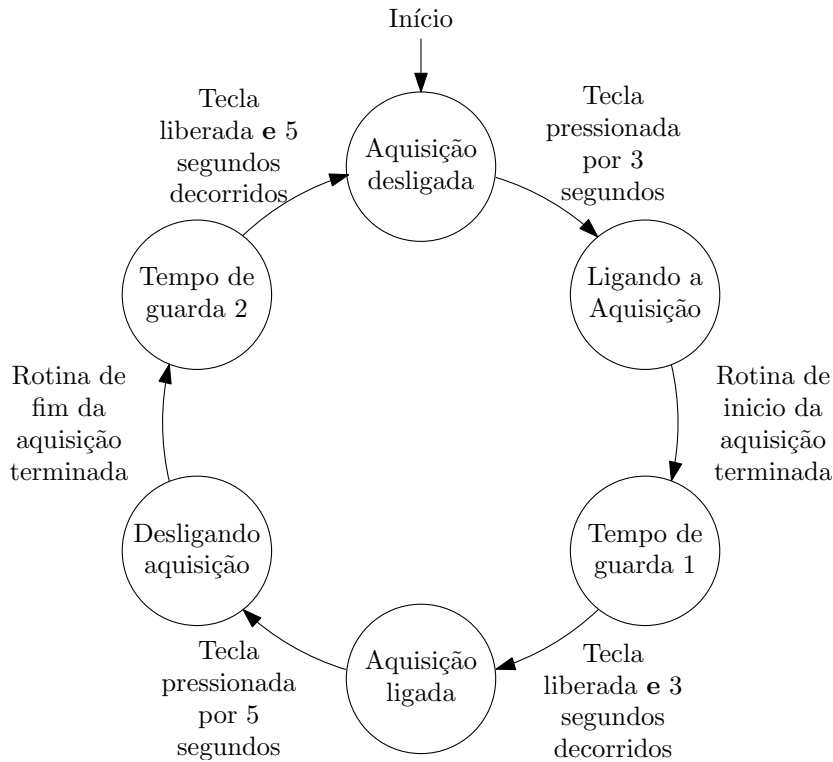 Início
Aquisição
desligada
Tecla
pressionada
por 3
segundos
Ligando a
Aquisição
Rotina de
inicio da
aquisição
terminada
Tempo de
guarda 1
Tecla
liberada e 3
segundos
decorridos
Aquisição
ligada
Tecla
pressionada
por 5
segundos
Desligando
aquisição
Rotina de
fim da
aquisição
terminada
Tempo de
guarda 2
Tecla
liberada e 5
segundos
decorridos